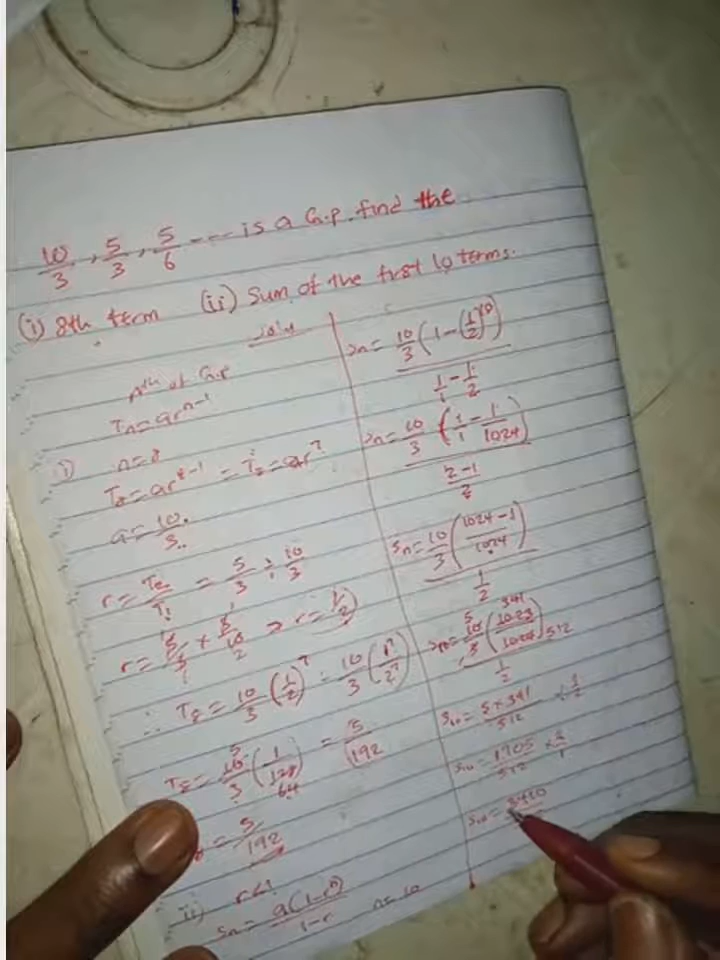 10/3, 5/3, 5/6 --- is a G.p. find the
(i) 8th term (ii) Sum of the first 10 terms.
nth of G.p
Tn=ar^n-1
i) n=8
T8=ar^8-1 = T8=ar^7
a=10/3
r=T2/T1 = 5/3 ÷ 10/3
r=5/3 × 3/10 > r=1/2
∴ T8=10/3(1/2)^7 = 10/3(1^7/2^7)
T8=10/3(1/128) = 5/192
= 5/192
ii) r<1
Sn=a(1-r^n)/1-r n=10
Sn=10/3(1-(1/2)^10)/1/1-1/2
Sn=10/3(1/1-1/1024)/2-1/2
Sn=10/3(1024-1/1024)/1/2
S10=10/3(1023/1024)/1/2
5 341 512
S10=5×341/512 ÷ 1/2
S10=1705/512 × 2/1
S10=3410